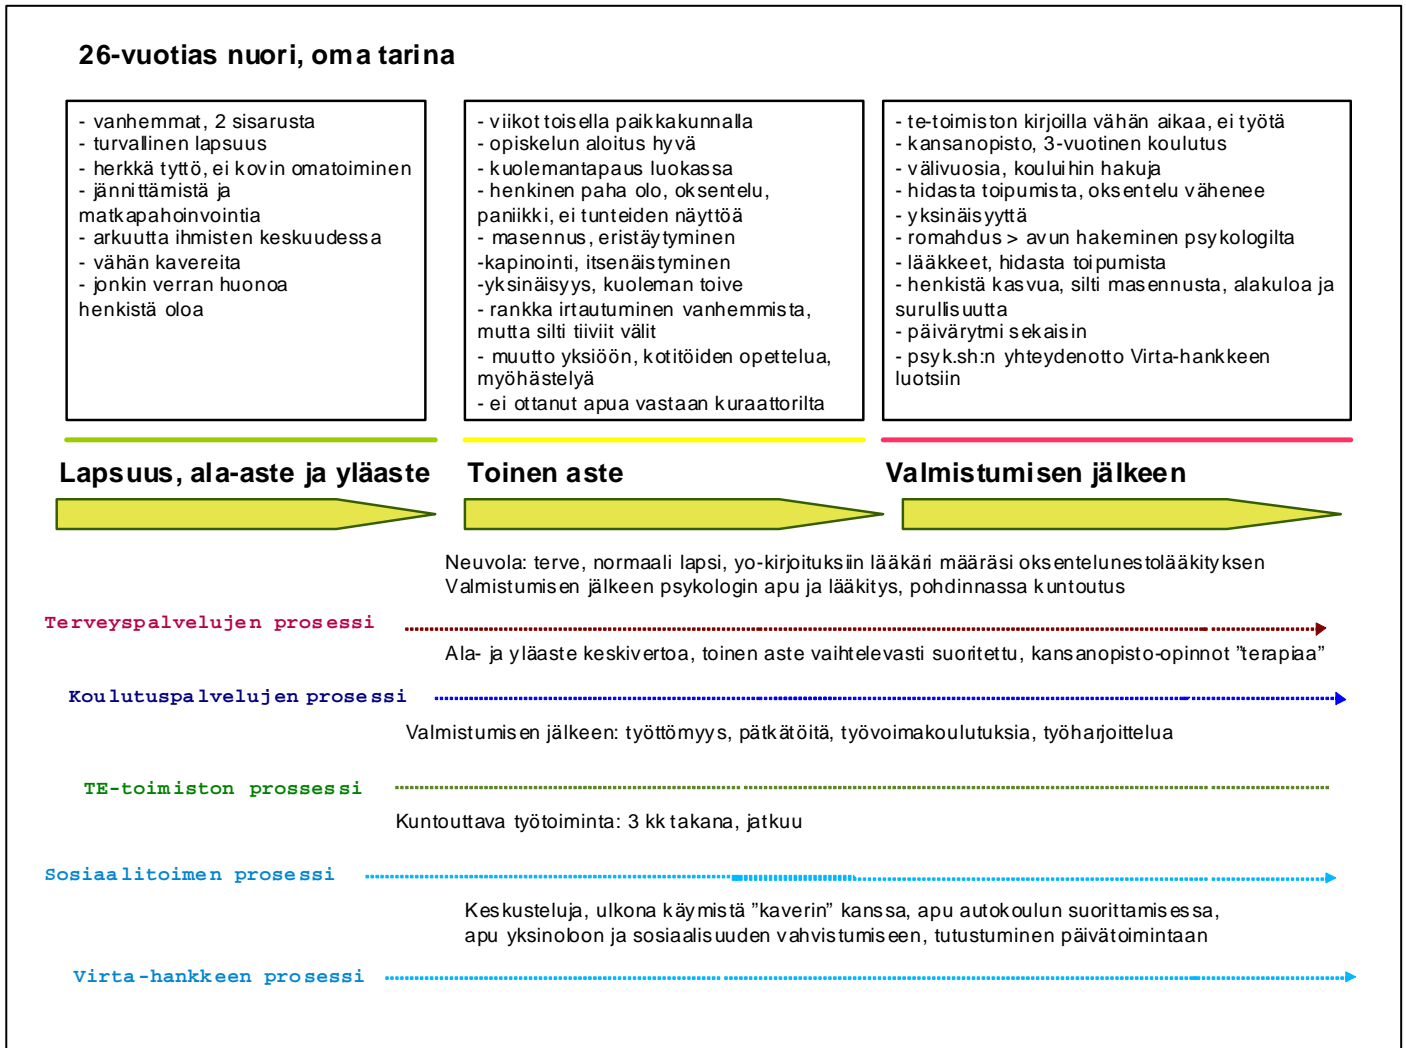 26-vuotias nuori, oma tarina
- vanhemmat, 2 sisarusta
- turvallinen lapsuus
- herkkä tyttö, ei kovin omatoiminen
- jännittämistä ja
matkapahoinvointia
- arkuutta ihmisten keskuudessa
- vähän kavereita
- jonkin verran huonoa
henkistä oloa
- viikot toisella paikkakunnalla
- opiskelun aloitus hyvä
- kuolemantapaus luokassa
- henkinen paha olo, oksentelu,
paniikki, ei tunteiden näyttöä
- masennus, eristäytyminen
-kapinointi, itsenäistyminen
-yksinäisyys, kuoleman toive
- rankka irtautuminen vanhemmista,
mutta silti tiiviit välit
- muutto yksiöön, kotitöiden opettelua,
myöhästelyä
- ei ottanut apua vastaan kuraattorilta
- te-toimiston kirjoilla vähän aikaa, ei työtä
- kansanopisto, 3-vuotinen koulutus
- välivuosia, kouluihin hakuja
- hidasta toipumista, oksentelu vähenee
- yksinäisyyttä
- romahdus > avun hakeminen psykologilta
- lääkkeet, hidasta toipumista
- henkistä kasvua, silti masennusta, alakuloa ja
surullisuutta
- päivärytmi sekaisin
- psyk.sh:n yhteydenotto Virta-hankkeen
luotsiin
Lapsuus, ala-aste ja yläaste
Toinen aste
Valmistumisen jälkeen
Neuvola: terve, normaali lapsi, yo-kirjoituksiin lääkäri määräsi oksentelunestolääkityksen
Valmistumisen jälkeen psykologin apu ja lääkitys, pohdinnassa kuntoutus
Terveyspalvelujen prosessi
Ala- ja yläaste keskivertoa, toinen aste vaihtelevasti suoritettu, kansanopisto-opinnot ”terapiaa”
Koulutuspalvelujen prosessi
Valmistumisen jälkeen: työttömyys, pätkätöitä, työvoimakoulutuksia, työharjoittelua
TE-toimiston prossessi
Kuntouttava työtoiminta: 3 kk takana, jatkuu
Sosiaalitoimen prosessi
Keskusteluja, ulkona käymistä ”kaverin” kanssa, apu autokoulun suorittamisessa,
apu yksinoloon ja sosiaalisuuden vahvistumiseen, tutustuminen päivätoimintaan
Virta-hankkeen prosessi